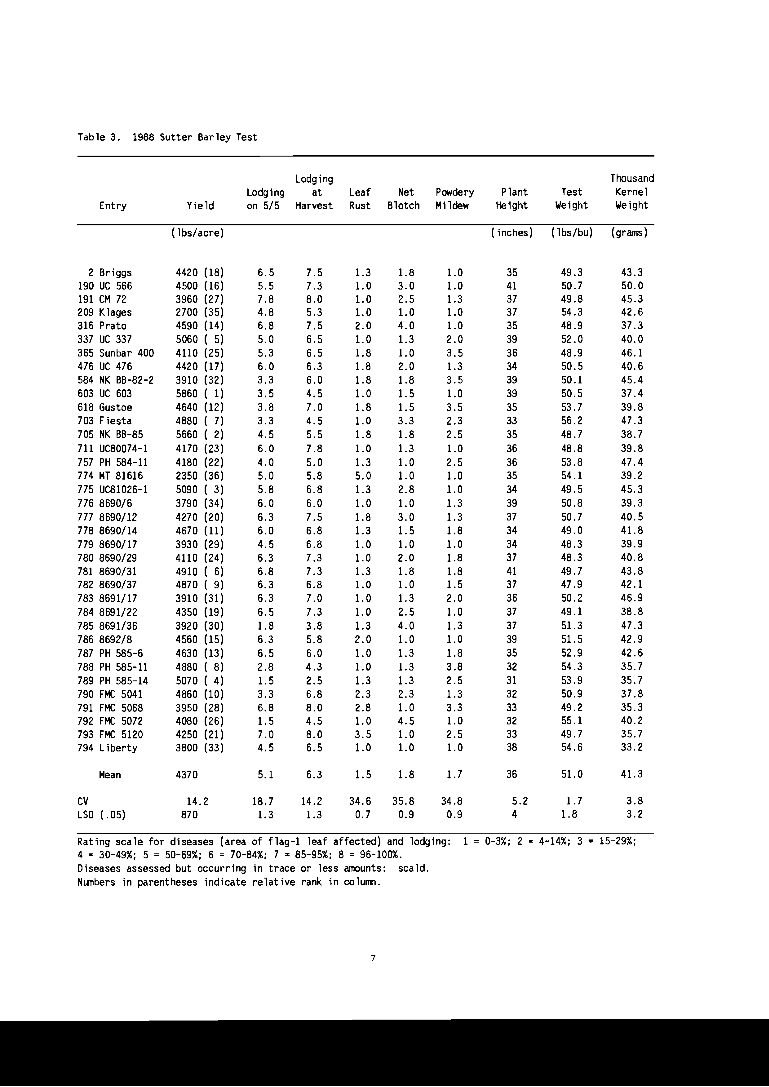 Table 3. 1988 Sutter Barley Test
Lodging Thousand
Lodging at Leaf Net Powdery Plant Test Kernel
Entry Yield on 5/5 Harvest Rust Blotch Mildew Height Weight Weight
(lbs/acre) (inches) (lbs/bu) (grams)
2 Briggs 4420 (18) 6.5 7.5 1.3 1.8 1.0 35 49.3 43.3
190 UC 566 4500 (16) 5.5 7.3 1.0 3.0 1.0 41 50.7 50.0
191 CM 72 3960 (27) 7.8 8.0 1.0 2.5 1.3 37 49.8 45.3
209 Klages 2700 (35) 4.8 5.3 1.0 1.0 1.0 37 54.3 42.6
316 Prato 4590 (14) 6.8 7.5 2.0 4.0 1.0 35 48.9 37.3
337 UC 337 5060 ( 5) 5.0 6.5 1.0 1.3 2.0 39 52.0 40.0
365 Sunbar 400 4110 (25) 5.3 6.5 1.8 1.0 3.5 36 48.9 46.1
476 UC 476 4420 (17) 6.0 6.3 1.8 2.0 1.3 34 50.5 40.6
584 NK BB-82-2 3910 (32) 3.3 6.0 1.8 1.8 3.5 39 50.1 45.4
603 UC 603 5860 ( 1) 3.5 4.5 1.0 1.5 1.0 39 50.5 37.4
618 Gustoe 4640 (12) 3.8 7.0 1.8 1.5 3.5 35 53.7 39.8
703 Fiesta 4880 ( 7) 3.3 4.5 1.0 3.3 2.3 33 56.2 47.3
705 NK BB-85 5660 ( 2) 4.5 5.5 1.8 1.8 2.5 35 48.7 38.7
711 UC80074-1 4170 (23) 6.0 7.8 1.0 1.3 1.0 36 48.8 39.8
757 PH 584-11 4180 (22) 4.0 5.0 1.3 1.0 2.5 36 53.8 47.4
774 MT 81616 2350 (36) 5.0 5.8 5.0 1.0 1.0 35 54.1 39.2
775 UC81026-1 5090 ( 3) 5.8 6.8 1.3 2.8 1.0 34 49.5 45.3
776 8690/6 3790 (34) 6.0 6.0 1.0 1.0 1.3 39 50.8 39.3
777 8690/12 4270 (20) 6.3 7.5 1.8 3.0 1.3 37 50.7 40.5
778 8690/14 4670 (11) 6.0 6.8 1.3 1.5 1.8 34 49.0 41.8
779 8690/17 3930 (29) 4.5 6.8 1.0 1.0 1.0 34 48.3 39.9
780 8690/29 4110 (24) 6.3 7.3 1.0 2.0 1.8 37 48.3 40.8
781 8690/31 4910 ( 6) 6.8 7.3 1.3 1.8 1.8 41 49.7 43.8
782 8690/37 4870 ( 9) 6.3 6.8 1.0 1.0 1.5 37 47.9 42.1
783 8691/17 3910 (31) 6.3 7.0 1.0 1.3 2.0 36 50.2 46.9
784 8691/22 4350 (19) 6.5 7.3 1.0 2.5 1.0 37 49.1 38.8
785 8691/36 3920 (30) 1.8 3.8 1.3 4.0 1.3 37 51.3 47.3
786 8692/8 4560 (15) 6.3 5.8 2.0 1.0 1.0 39 51.5 42.9
787 PH 585-6 4630 (13) 6.5 6.0 1.0 1.3 1.8 35 52.9 42.6
788 PH 585-11 4880 ( 8) 2.8 4.3 1.0 1.3 3.8 32 54.3 35.7
789 PH 585-14 5070 ( 4) 1.5 2.5 1.3 1.3 2.5 31 53.9 35.7
790 FMC 5041 4860 (10) 3.3 6.8 2.3 2.3 1.3 32 50.9 37.8
791 FMC 5068 3950 (28) 6.8 8.0 2.8 1.0 3.3 33 49.2 35.3
792 FMC 5072 4080 (26) 1.5 4.5 1.0 4.5 1.0 32 55.1 40.2
793 FMC 5120 4250 (21) 7.0 8.0 3.5 1.0 2.5 33 49.7 35.7
794 Liberty 3800 (33) 4.5 6.5 1.0 1.0 1.0 38 54.6 33.2
Mean 4370 5.1 6.3 1.5 1.8 1.7 36 51.0 41.3
CV 14.2 18.7 14.2 34.6 35.8 34.8 5.2 1.7 3.8
LSD (.05) 870 1.3 1.3 0.7 0.9 0.9 4 1.8 3.2
Rating scale for diseases (area of flag-1 leaf affected) and lodging: 1 = 0-3%; 2 = 4-14%; 3 = 15-29%;
4 = 30-49%; 5 = 50-69%; 6 = 70-84%; 7 = 85-95%; 8 = 96-100%.
Diseases assessed but occurring in trace or less amounts: scald.
Numbers in parentheses indicate relative rank in column.
7